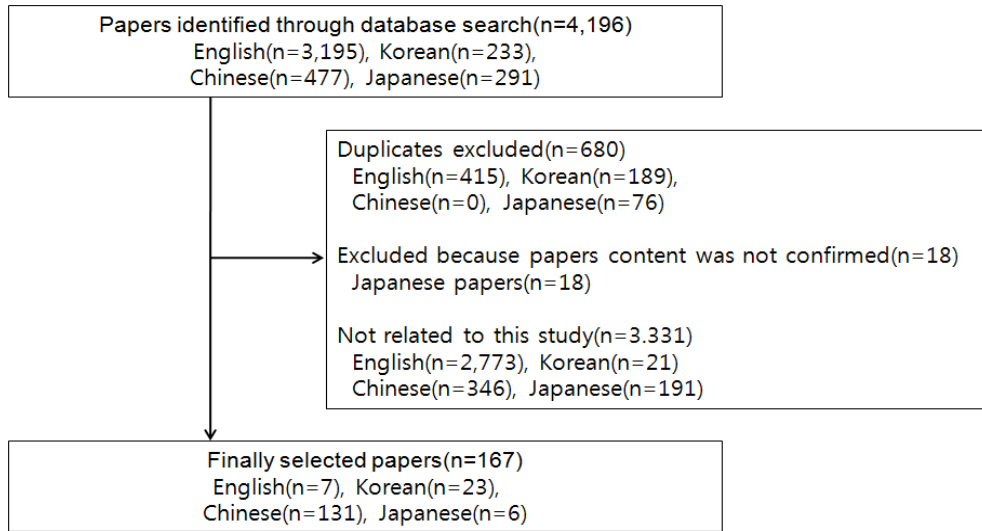 Papers identified through database search(n=4,196)
English(n=3,195), Korean(n=233),
Chinese(n=477), Japanese(n=291)
Duplicates excluded(n=680)
English(n=415), Korean(n=189),
Chinese(n=0), Japanese(n=76)
Excluded because papers content was not confirmed(n=18)
Japanese papers(n=18)
Not related to this study(n=3.331)
English(n=2,773), Korean(n=21)
Chinese(n=346), Japanese(n=191)
Finally selected papers(n=167)
English(n=7), Korean(n=23),
Chinese(n=131), Japanese(n=6)